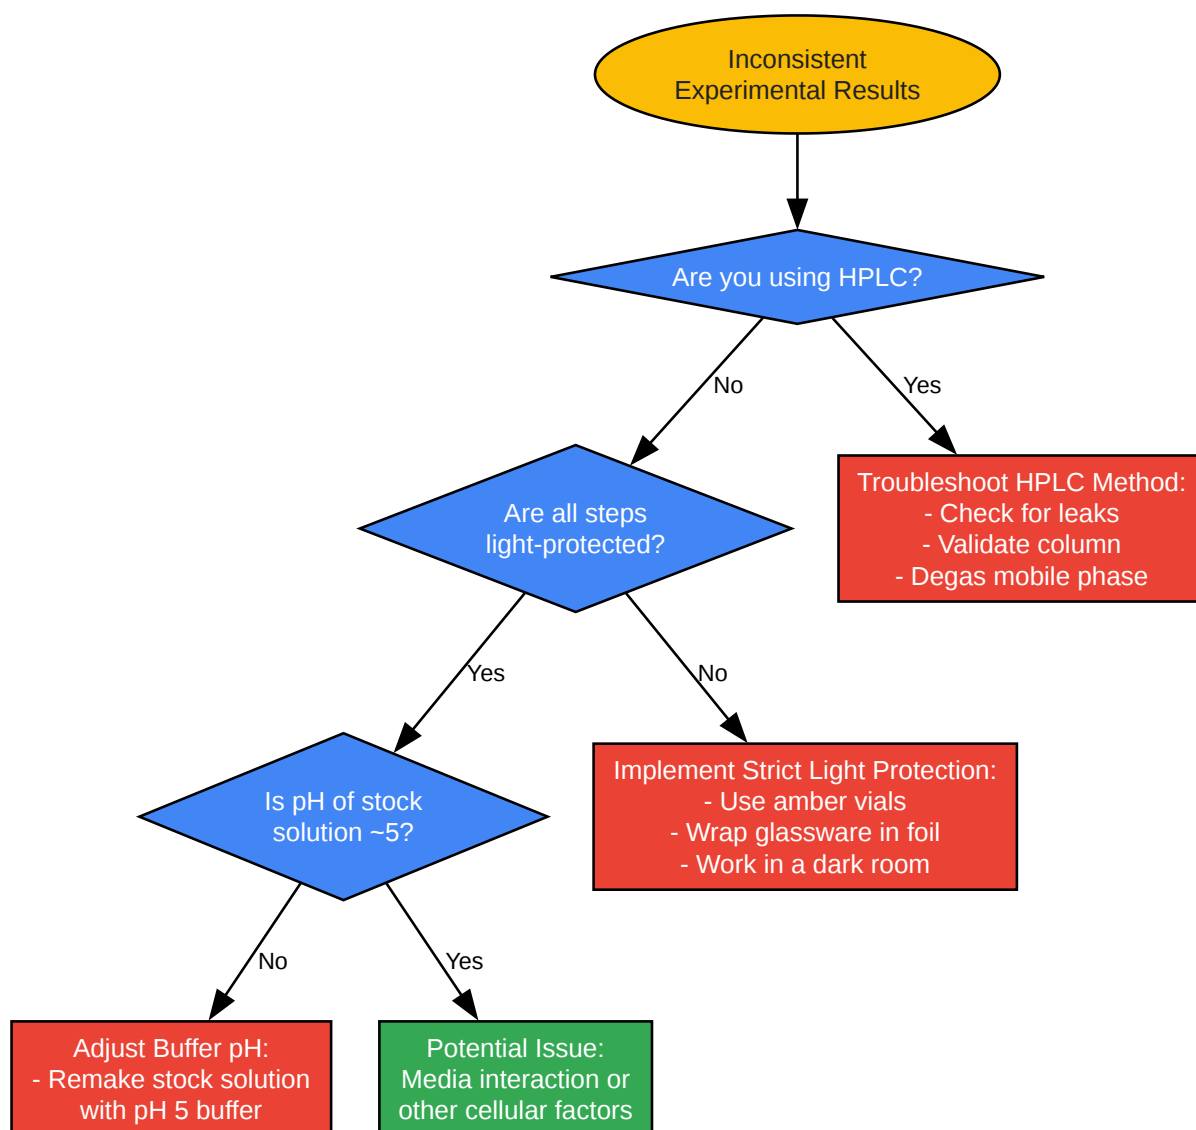 Inconsistent
Experimental Results
Are you using HPLC?
No
Yes
Are all steps
light-protected?
Troubleshoot HPLC Method:
- Check for leaks
- Validate column
- Degas mobile phase
Yes
No
Is pH of stock
solution ~5?
Implement Strict Light Protection:
- Use amber vials
- Wrap glassware in foil
- Work in a dark room
No
Yes
Adjust Buffer pH:
- Remake stock solution
with pH 5 buffer
Potential Issue:
Media interaction or
other cellular factors